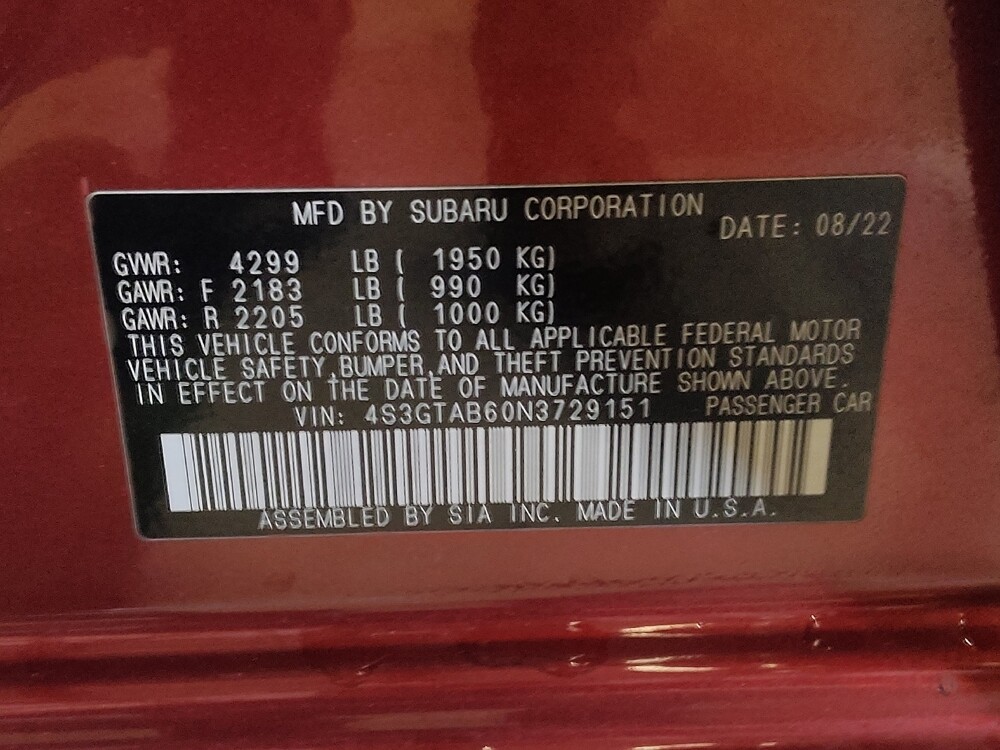 MFD BY SUBARU CORPORATION
DATE: 08/22
GVWR: 4299 LB ( 1950 KG)
GAWR: F 2183 LB ( 990 KG)
GAWR: R 2205 LB ( 1000 KG)
THIS VEHICLE CONFORMS TO ALL APPLICABLE FEDERAL MOTOR
VEHICLE SAFETY,BUMPER,AND THEFT PREVENTION STANDARDS
IN EFFECT ON THE DATE OF MANUFACTURE SHOWN ABOVE.
VIN: 4S3GTAB60N3729151 PASSENGER CAR
ASSEMBLED BY SIA INC. MADE IN U.S.A.